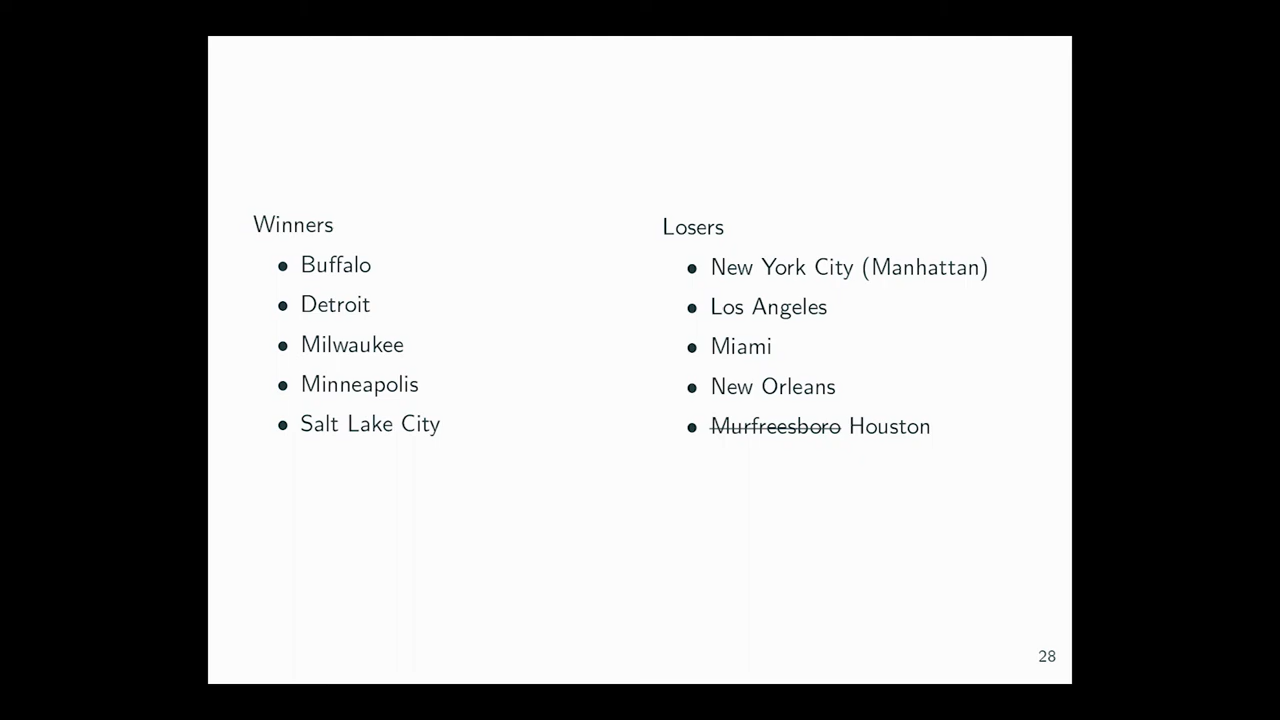 Winners
• Buffalo
• Detroit
• Milwaukee
• Minneapolis
• Salt Lake City
Losers
• New York City (Manhattan)
• Los Angeles
• Miami
• New Orleans
• Murfreesboro Houston
28